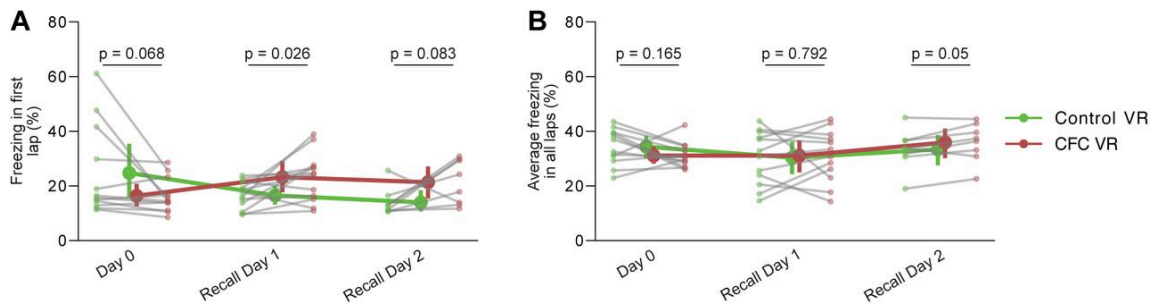 A
Freezing in first
lap (%)
80
60
40
20
0
p = 0.068
p = 0.026
p = 0.083
Day 0
Recall Day 1
Recall Day 2
B
Average freezing
in all laps (%)
80
60
40
20
0
p = 0.165
p = 0.792
p = 0.05
Day 0
Recall Day 1
Recall Day 2
Control VR
CFC VR